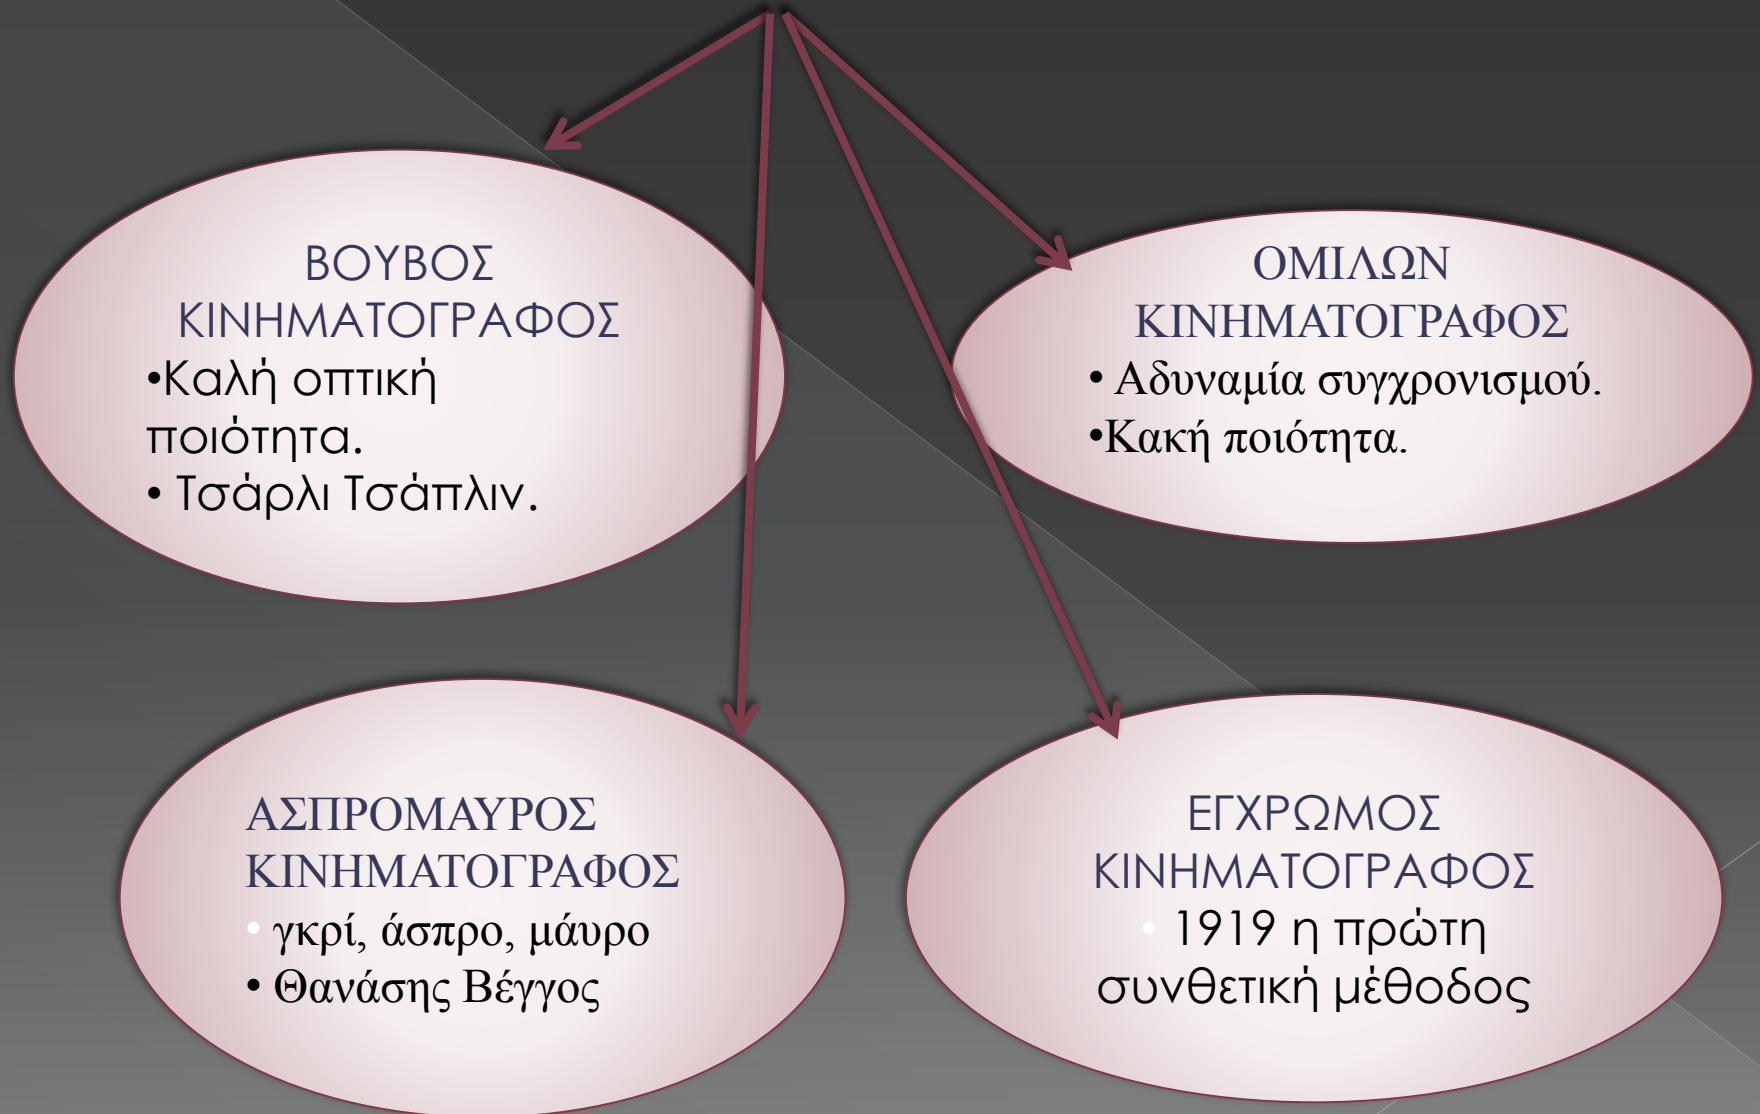 ΒΟΥΒΟΣ
ΚΙΝΗΜΑΤΟΓΡΑΦΟΣ
•Καλή οπτική
ποιότητα.
• Τσάρλι Τσάπλιν.
ΟΜΙΛΩΝ
ΚΙΝΗΜΑΤΟΓΡΑΦΟΣ
• Αδυναμία συγχρονισμού.
•Κακή ποιότητα.
ΑΣΠΡΟΜΑΥΡΟΣ
ΚΙΝΗΜΑΤΟΓΡΑΦΟΣ
• γκρί, άσπρο, μάυρο
• Θανάσης Βέγγος
ΕΓΧΡΩΜΟΣ
ΚΙΝΗΜΑΤΟΓΡΑΦΟΣ
• 1919 η πρώτη
συνθετική μέθοδος